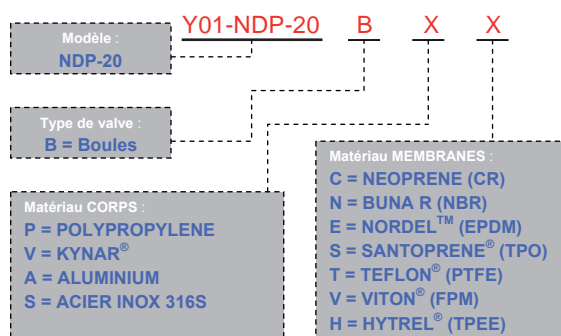 Y01-NDP-20 B X X
Modèle :
NDP-20
Type de valve :
B = Boules
Matériau CORPS :
P = POLYPROPYLENE
V = KYNAR®
A = ALUMINIUM
S = ACIER INOX 316S
Matériau MEMBRANES :
C = NEOPRENE (CR)
N = BUNA R (NBR)
E = NORDEL™ (EPDM)
S = SANTOPRENE® (TPO)
T = TEFLON® (PTFE)
V = VITON® (FPM)
H = HYTREL® (TPEE)